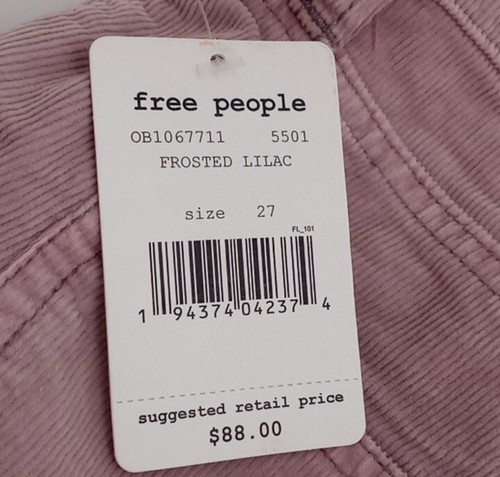 free people
OB1067711 5501
FROSTED LILAC
size 27
FL_101
1 94374 04237 4
suggested retail price
$88.00